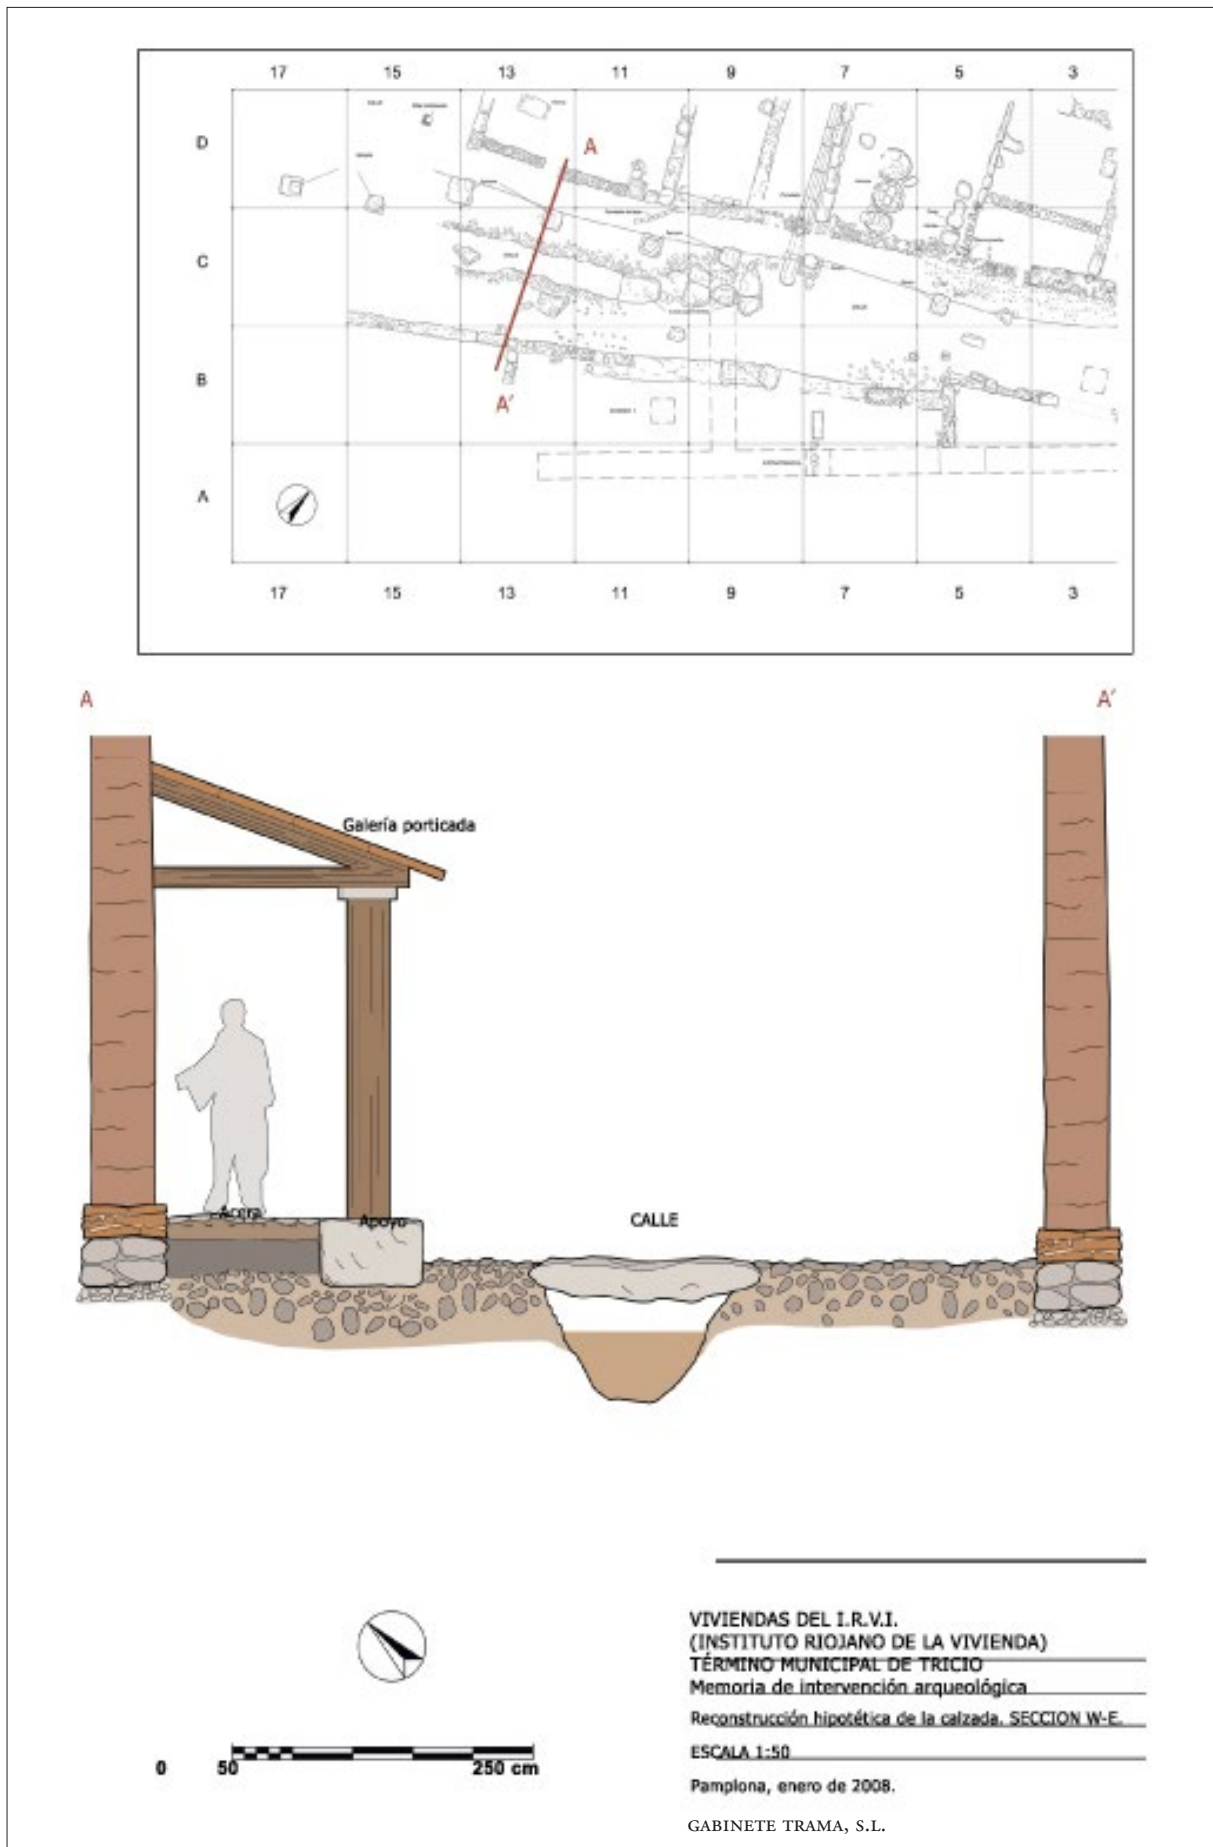 17 15 13 11 9 7 5 3
D
A
C
B
A'
A
17 15 13 11 9 7 5 3
A A'
Galería porticada
Acera
Apoyo
CALLE
0 50 250 cm
VIVIENDAS DEL I.R.V.I.
(INSTITUTO RIOJANO DE LA VIVIENDA)
TÉRMINO MUNICIPAL DE TRICIO
Memoria de intervención arqueológica
Reconstrucción hipotética de la calzada. SECCION W-E.
ESCALA 1:50
Pamplona, enero de 2008.
GABINETE TRAMA, S.L.